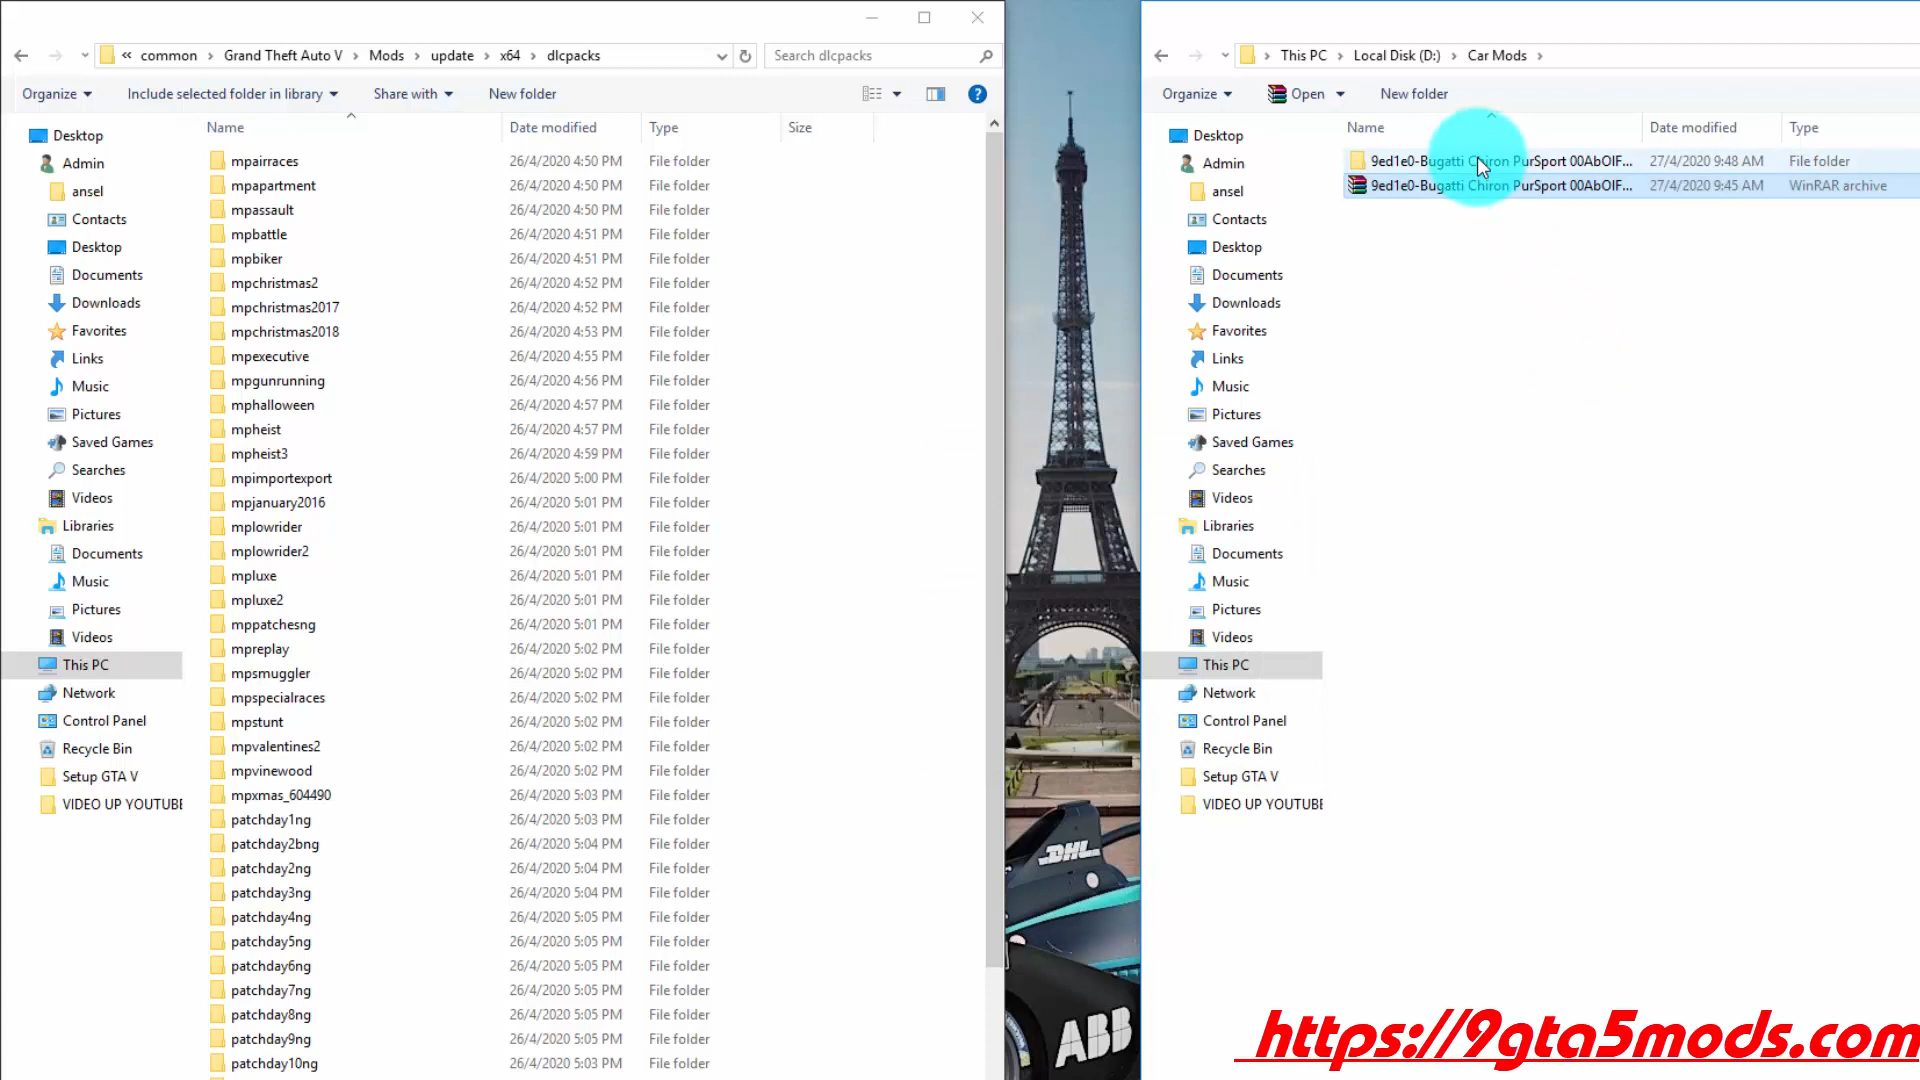 « common › Grand Theft Auto V › Mods › update › x64 › dlcpacks
Search dlcpacks
Organize
Include selected folder in library
Share with
New folder
Name
Date modified
Type
Size
Desktop
Admin
ansel
Contacts
Desktop
Documents
Downloads
Favorites
Links
Music
Pictures
Saved Games
Searches
Videos
Libraries
Documents
Music
Pictures
Videos
This PC
Network
Control Panel
Recycle Bin
Setup GTA V
VIDEO UP YOUTUBE
mpairraces 26/4/2020 4:50 PM File folder
mpapartment 26/4/2020 4:50 PM File folder
mpassault 26/4/2020 4:50 PM File folder
mpbattle 26/4/2020 4:51 PM File folder
mpbiker 26/4/2020 4:51 PM File folder
mpchristmas2 26/4/2020 4:52 PM File folder
mpchristmas2017 26/4/2020 4:52 PM File folder
mpchristmas2018 26/4/2020 4:53 PM File folder
mpexecutive 26/4/2020 4:55 PM File folder
mpgunrunning 26/4/2020 4:56 PM File folder
mphalloween 26/4/2020 4:57 PM File folder
mpheist 26/4/2020 4:57 PM File folder
mpheist3 26/4/2020 4:59 PM File folder
mpimportexport 26/4/2020 5:00 PM File folder
mpjanuary2016 26/4/2020 5:01 PM File folder
mplowrider 26/4/2020 5:01 PM File folder
mplowrider2 26/4/2020 5:01 PM File folder
mpluxe 26/4/2020 5:01 PM File folder
mpluxe2 26/4/2020 5:01 PM File folder
mppatchesng 26/4/2020 5:01 PM File folder
mpreplay 26/4/2020 5:02 PM File folder
mpsmuggler 26/4/2020 5:02 PM File folder
mpspecialraces 26/4/2020 5:02 PM File folder
mpstunt 26/4/2020 5:02 PM File folder
mpvalentines2 26/4/2020 5:02 PM File folder
mpvinewood 26/4/2020 5:02 PM File folder
mpxmas_604490 26/4/2020 5:03 PM File folder
patchday1ng 26/4/2020 5:03 PM File folder
patchday2bng 26/4/2020 5:04 PM File folder
patchday2ng 26/4/2020 5:04 PM File folder
patchday3ng 26/4/2020 5:04 PM File folder
patchday4ng 26/4/2020 5:05 PM File folder
patchday5ng 26/4/2020 5:05 PM File folder
patchday6ng 26/4/2020 5:05 PM File folder
patchday7ng 26/4/2020 5:05 PM File folder
patchday8ng 26/4/2020 5:05 PM File folder
patchday9ng 26/4/2020 5:05 PM File folder
patchday10ng 26/4/2020 5:03 PM File folder
DHL
ABB
› This PC › Local Disk (D:) › Car Mods ›
Organize
Open
New folder
Name
Date modified
Type
9ed1e0-Bugatti Chiron PurSport 00AbOIF... 27/4/2020 9:48 AM File folder
9ed1e0-Bugatti Chiron PurSport 00AbOIF... 27/4/2020 9:45 AM WinRAR archive
Desktop
Admin
ansel
Contacts
Desktop
Documents
Downloads
Favorites
Links
Music
Pictures
Saved Games
Searches
Videos
Libraries
Documents
Music
Pictures
Videos
This PC
Network
Control Panel
Recycle Bin
Setup GTA V
VIDEO UP YOUTUBE
https://9gta5mods.com